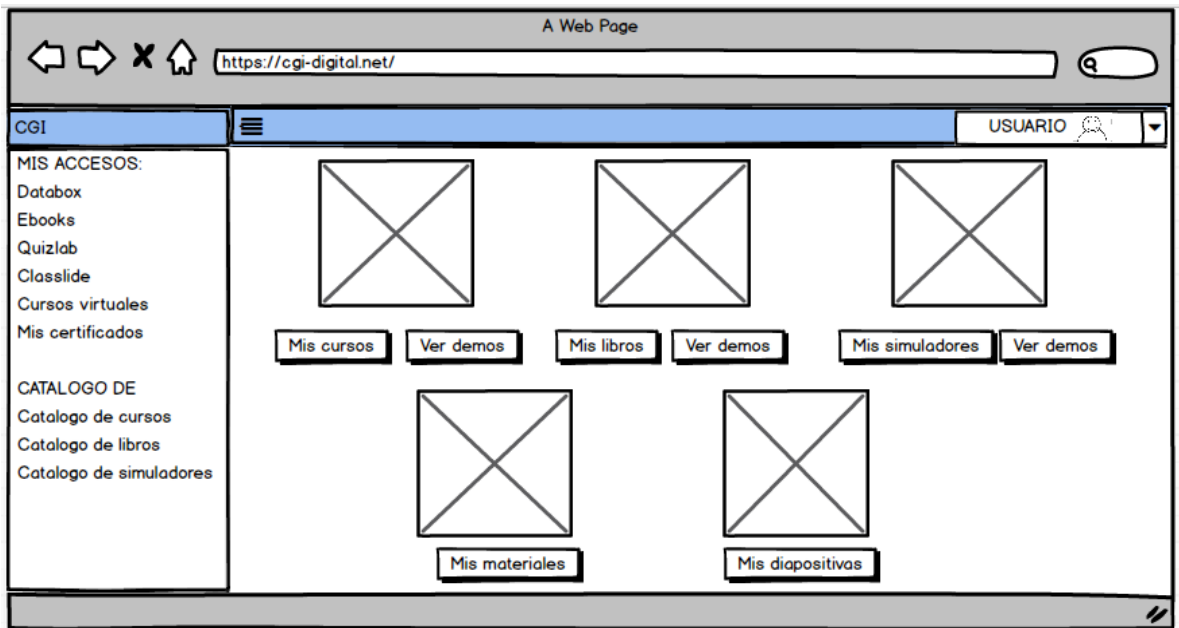 A Web Page
https://cgi-digital.net/
CGI
USUARIO
MIS ACCESOS:
Databox
Ebooks
Quizlab
Classlide
Cursos virtuales
Mis certificados
CATALOGO DE
Catalogo de cursos
Catalogo de libros
Catalogo de simuladores
Mis cursos
Ver demos
Mis libros
Ver demos
Mis simuladores
Ver demos
Mis materiales
Mis diapositivas